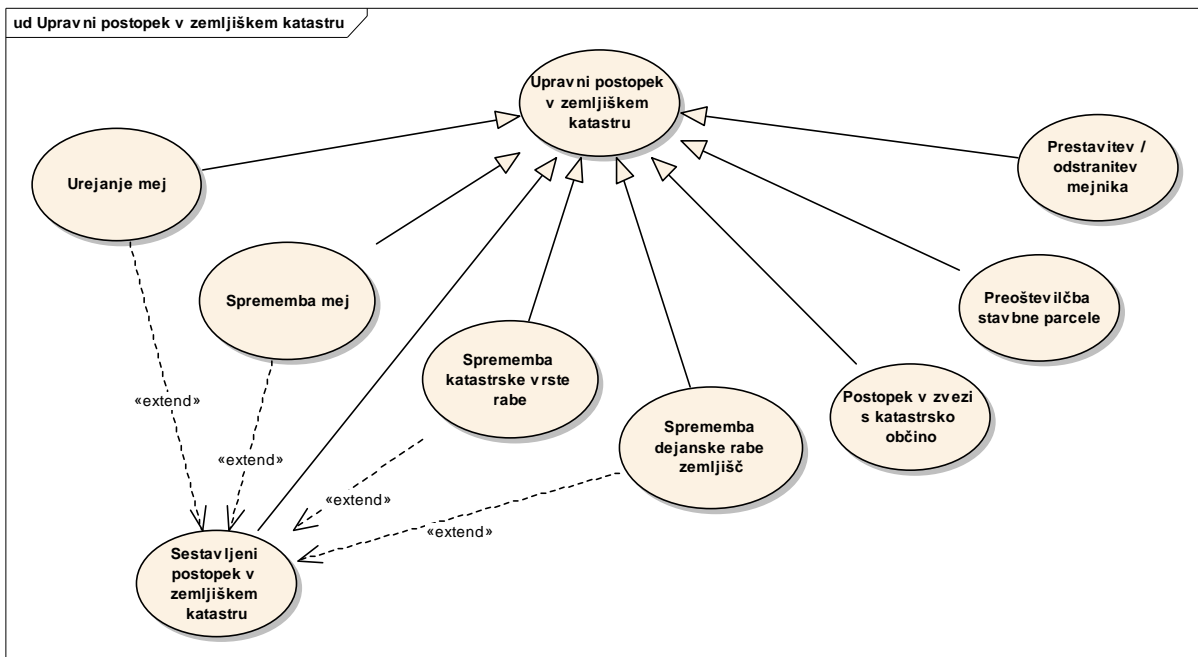 ud Upravni postopek v zemljiškem katastru
Upravni postopek
v zemljiškem
katastru
Urejanje mej
Prestavitev /
odstranitev
mejnika
Sprememba mej
Preoštevilčba
stavbne parcele
Sprememba
katastrske vrste
rabe
Postopek v zvezi
s katastrsko
občino
Sprememba
dejanske rabe
zemljišč
«extend»
«extend»
«extend»
«extend»
Sestavljeni
postopek v
zemljiškem
katastru